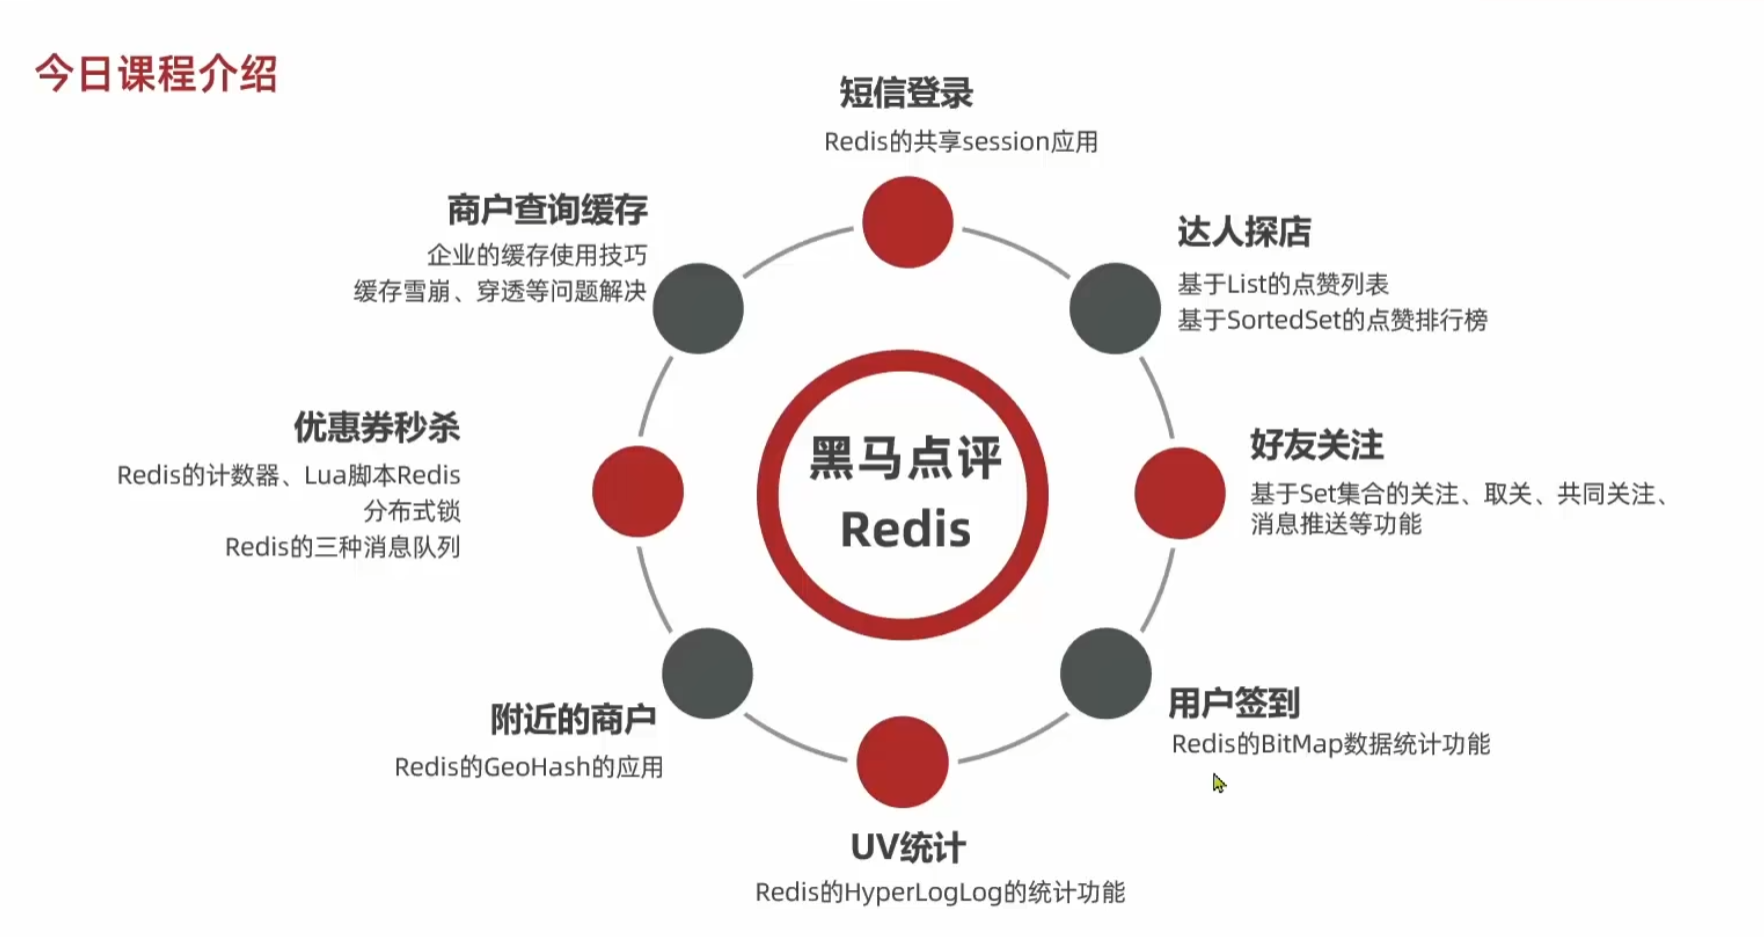 今日课程介绍
短信登录
Redis的共享session应用
商户查询缓存
企业的缓存使用技巧
缓存雪崩、穿透等问题解决
达人探店
基于List的点赞列表
基于SortedSet的点赞排行榜
优惠券秒杀
Redis的计数器、Lua脚本Redis
分布式锁
Redis的三种消息队列
黑马点评
Redis
好友关注
基于Set集合的关注、取关、共同关注、
消息推送等功能
附近的商户
Redis的GeoHash的应用
用户签到
Redis的BitMap数据统计功能
UV统计
Redis的HyperLogLog的统计功能